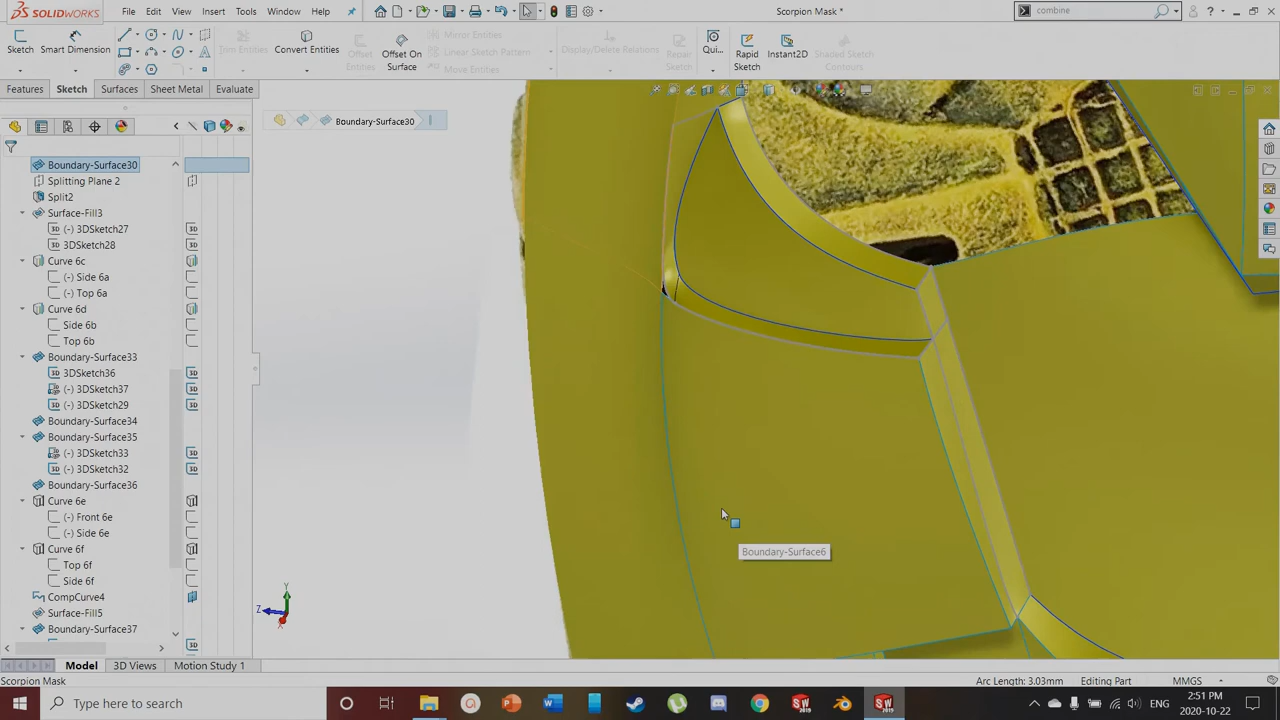 SOLIDWORKS
File Edit View Insert Tools Window Help
Scorpion Mask *
combine
Sketch
Smart Dimension
Trim Entities
Convert Entities
Offset Entities
Offset On Surface
Mirror Entities
Linear Sketch Pattern
Move Entities
Display/Delete Relations
Repair Sketch
Qui...
Rapid Sketch
Instant2D
Shaded Sketch Contours
Features Sketch Surfaces Sheet Metal Evaluate
Boundary-Surface30
Boundary-Surface30
Splitting Plane 2
Split2
Surface-Fill3
(-) 3DSketch27
3DSketch28
Curve 6c
(-) Side 6a
(-) Top 6a
Curve 6d
Side 6b
Top 6b
Boundary-Surface33
3DSketch36
(-) 3DSketch37
(-) 3DSketch29
Boundary-Surface34
Boundary-Surface35
(-) 3DSketch33
(-) 3DSketch32
Boundary-Surface36
Curve 6e
(-) Front 6e
(-) Side 6e
Curve 6f
Top 6f
Side 6f
CompCurve4
Surface-Fill5
Boundary-Surface37
Boundary-Surface6
Y
Z
X
Model 3D Views Motion Study 1
Scorpion Mask
Arc Length: 3.03mm Editing Part MMGS
Type here to search
ENG
2:51 PM
2020-10-22